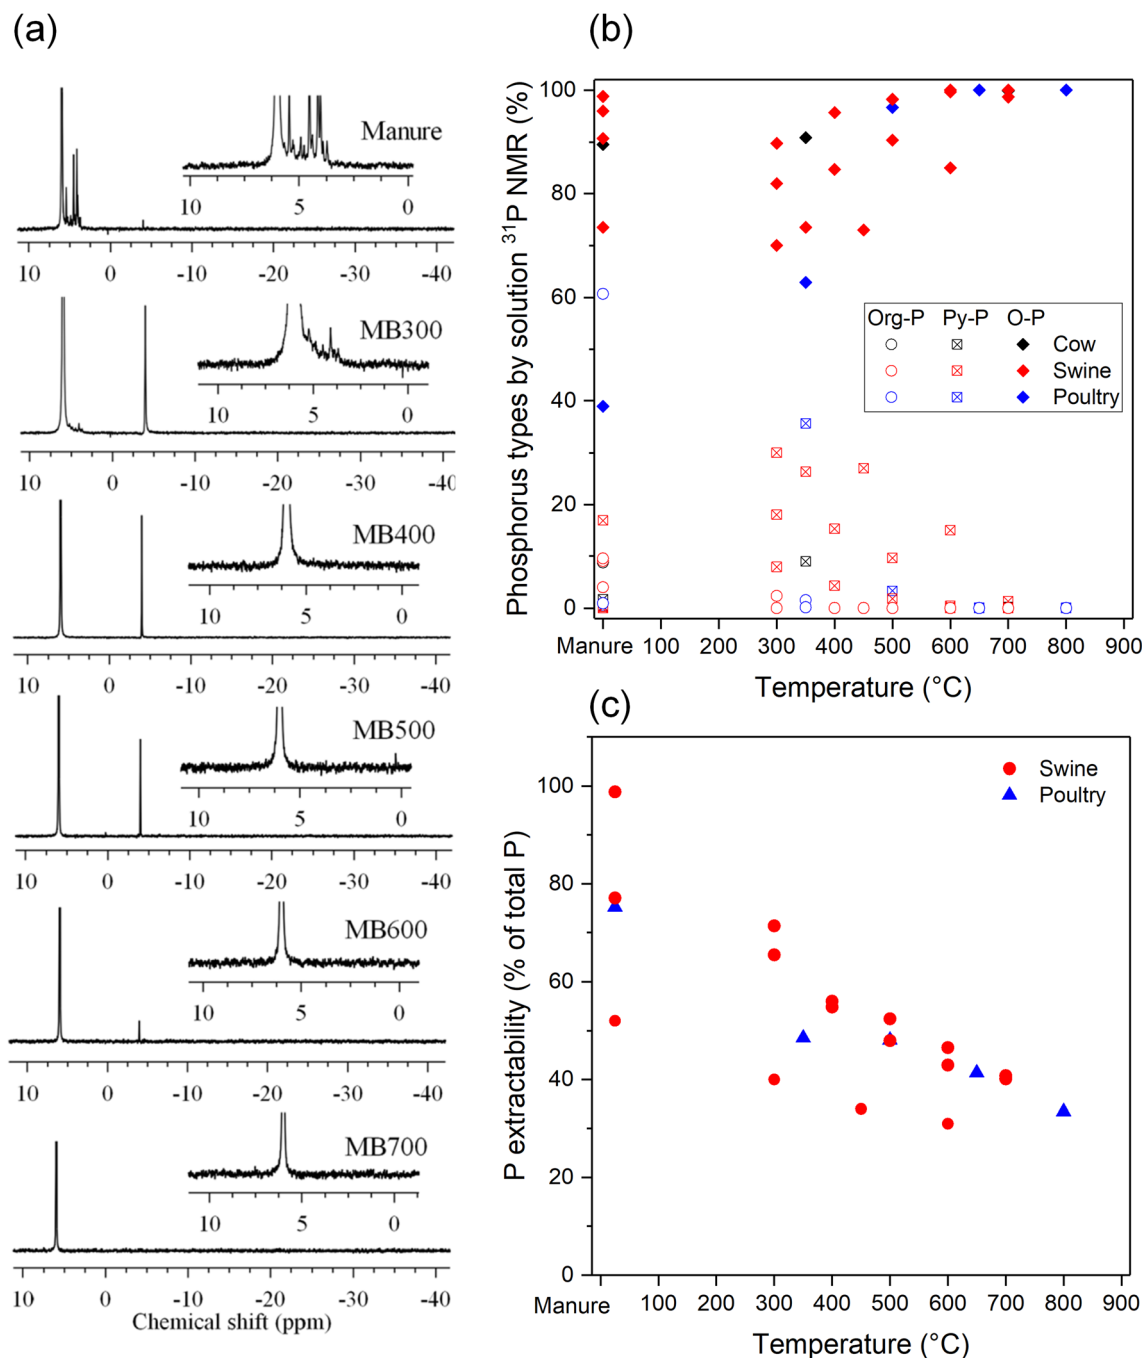 (a)
Manure
10 5 0
10 0 -10 -20 -30 -40
MB300
10 5 0
10 0 -10 -20 -30 -40
MB400
10 5 0
10 0 -10 -20 -30 -40
MB500
10 5 0
10 0 -10 -20 -30 -40
MB600
10 5 0
10 0 -10 -20 -30 -40
MB700
10 5 0
10 0 -10 -20 -30 -40
Chemical shift (ppm)
(b)
Phosphorus types by solution ³¹P NMR (%)
100
80
60
40
20
0
Org-P Py-P O-P
Cow
Swine
Poultry
Manure 100 200 300 400 500 600 700 800 900
Temperature (°C)
(c)
P extractability (% of total P)
100
80
60
40
20
0
Swine
Poultry
Manure 100 200 300 400 500 600 700 800 900
Temperature (°C)